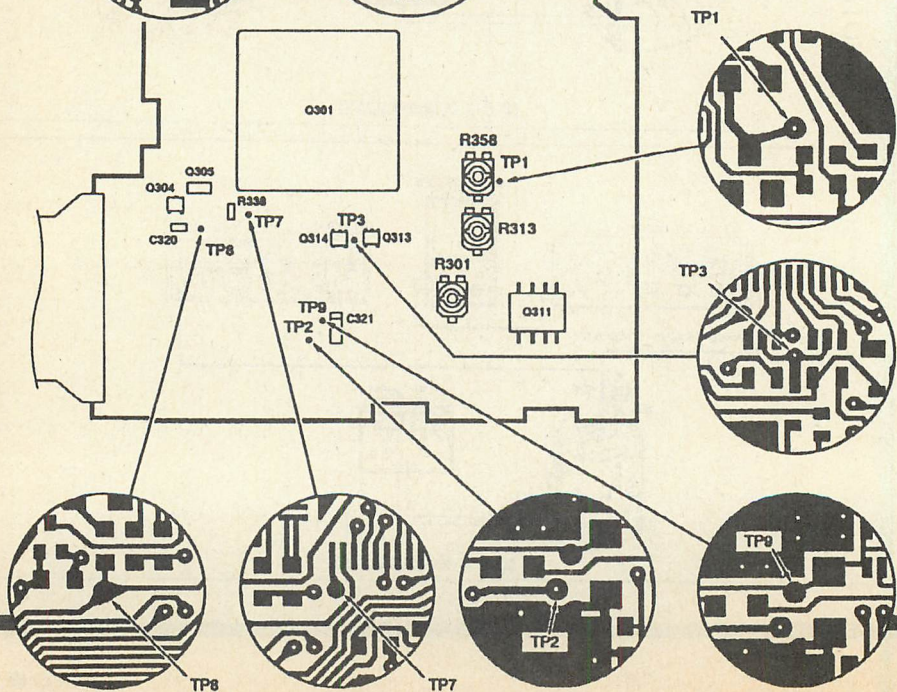 TP1
Q301
R358
TP1
Q305
Q304
R338
TP7
TP3
Q314
Q313
R313
C320
TP8
R301
TP3
TP9
C321
Q311
TP2
TP9
TP2
TP8
TP7